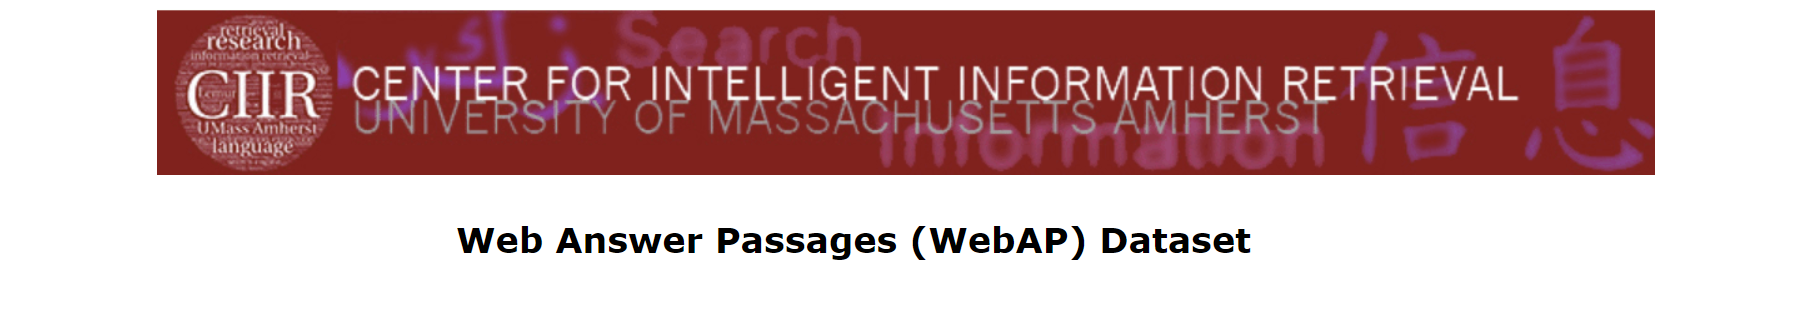 retrieval
research
information retrieval
CIIR
Lemur
UMass Amherst
language
Search
CENTER FOR INTELLIGENT INFORMATION RETRIEVAL
UNIVERSITY OF MASSACHUSETTS AMHERST
Information
信息
Web Answer Passages (WebAP) Dataset